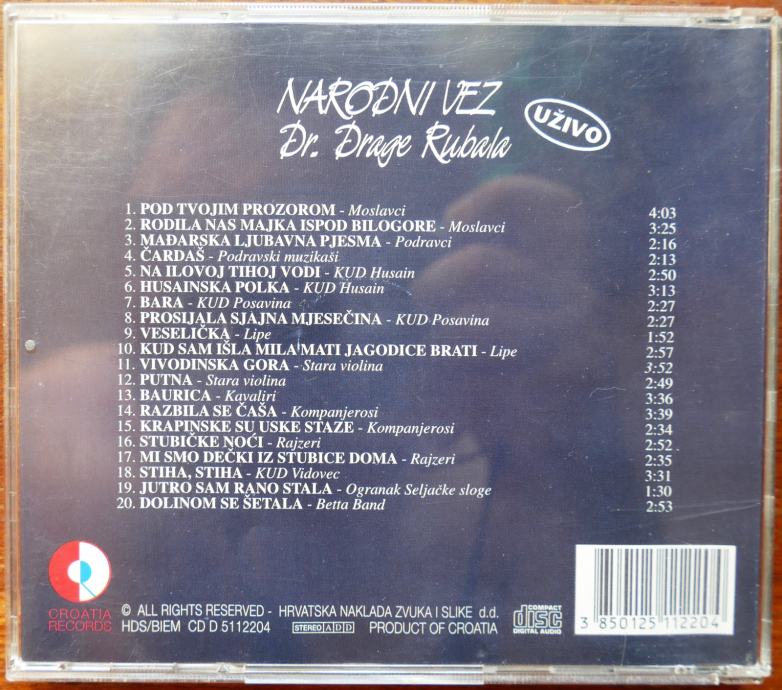 NARODNI VEZ
Dr. Drage Rubala
UŽIVO
1. POD TVOJIM PROZOROM - Moslavci 4:03
2. RODILA NAS MAJKA ISPOD BILOGORE - Moslavci 3:25
3. MAĐARSKA LJUBAVNA PJESMA - Podravci 2:16
4. ČARDAŠ - Podravski muzikaši 2:13
5. NA ILOVOJ TIHOJ VODI - KUD Husain 2:50
6. HUSAINSKA POLKA - KUD Husain 3:13
7. BARA - KUD Posavina 2:27
8. PROSIJALA SJAJNA MJESEČINA - KUD Posavina 2:27
9. VESELIČKA - Lipe 1:52
10. KUD SAM IŠLA MILA MATI JAGODICE BRATI - Lipe 2:57
11. VIVODINSKA GORA - Stara violina 3:52
12. PUTNA - Stara violina 2:49
13. BAURICA - Kavaliri 3:36
14. RAZBILA SE ČAŠA - Kompanjerosi 3:39
15. KRAPINSKE SU USKE STAZE - Kompanjerosi 2:34
16. STUBIČKE NOĆI - Rajzeri 2:52
17. MI SMO DEČKI IZ STUBICE DOMA - Rajzeri 2:35
18. STIHA, STIHA - KUD Vidovec 3:31
19. JUTRO SAM RANO STALA - Ogranak Seljačke sloge 1:30
20. DOLINOM SE ŠETALA - Betta Band 2:53
CROATIA
RECORDS
© ALL RIGHTS RESERVED - HRVATSKA NAKLADA ZVUKA I SLIKE d.d.
HDS/BIEM CD D 5112204 STEREO ADD PRODUCT OF CROATIA
COMPACT
disc
DIGITAL AUDIO
3 850125 112204